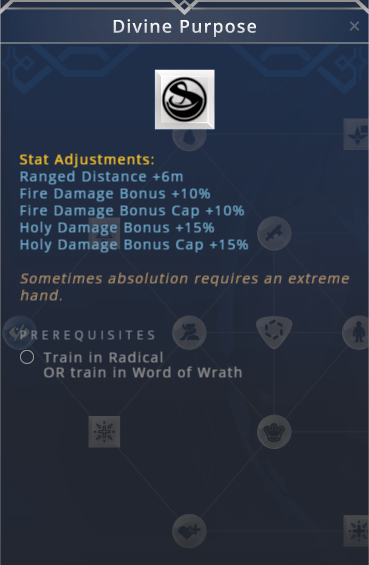 Divine Purpose
Stat Adjustments:
Ranged Distance +6m
Fire Damage Bonus +10%
Fire Damage Bonus Cap +10%
Holy Damage Bonus +15%
Holy Damage Bonus Cap +15%
Sometimes absolution requires an extreme
hand.
PREREQUISITES
Train in Radical
OR train in Word of Wrath